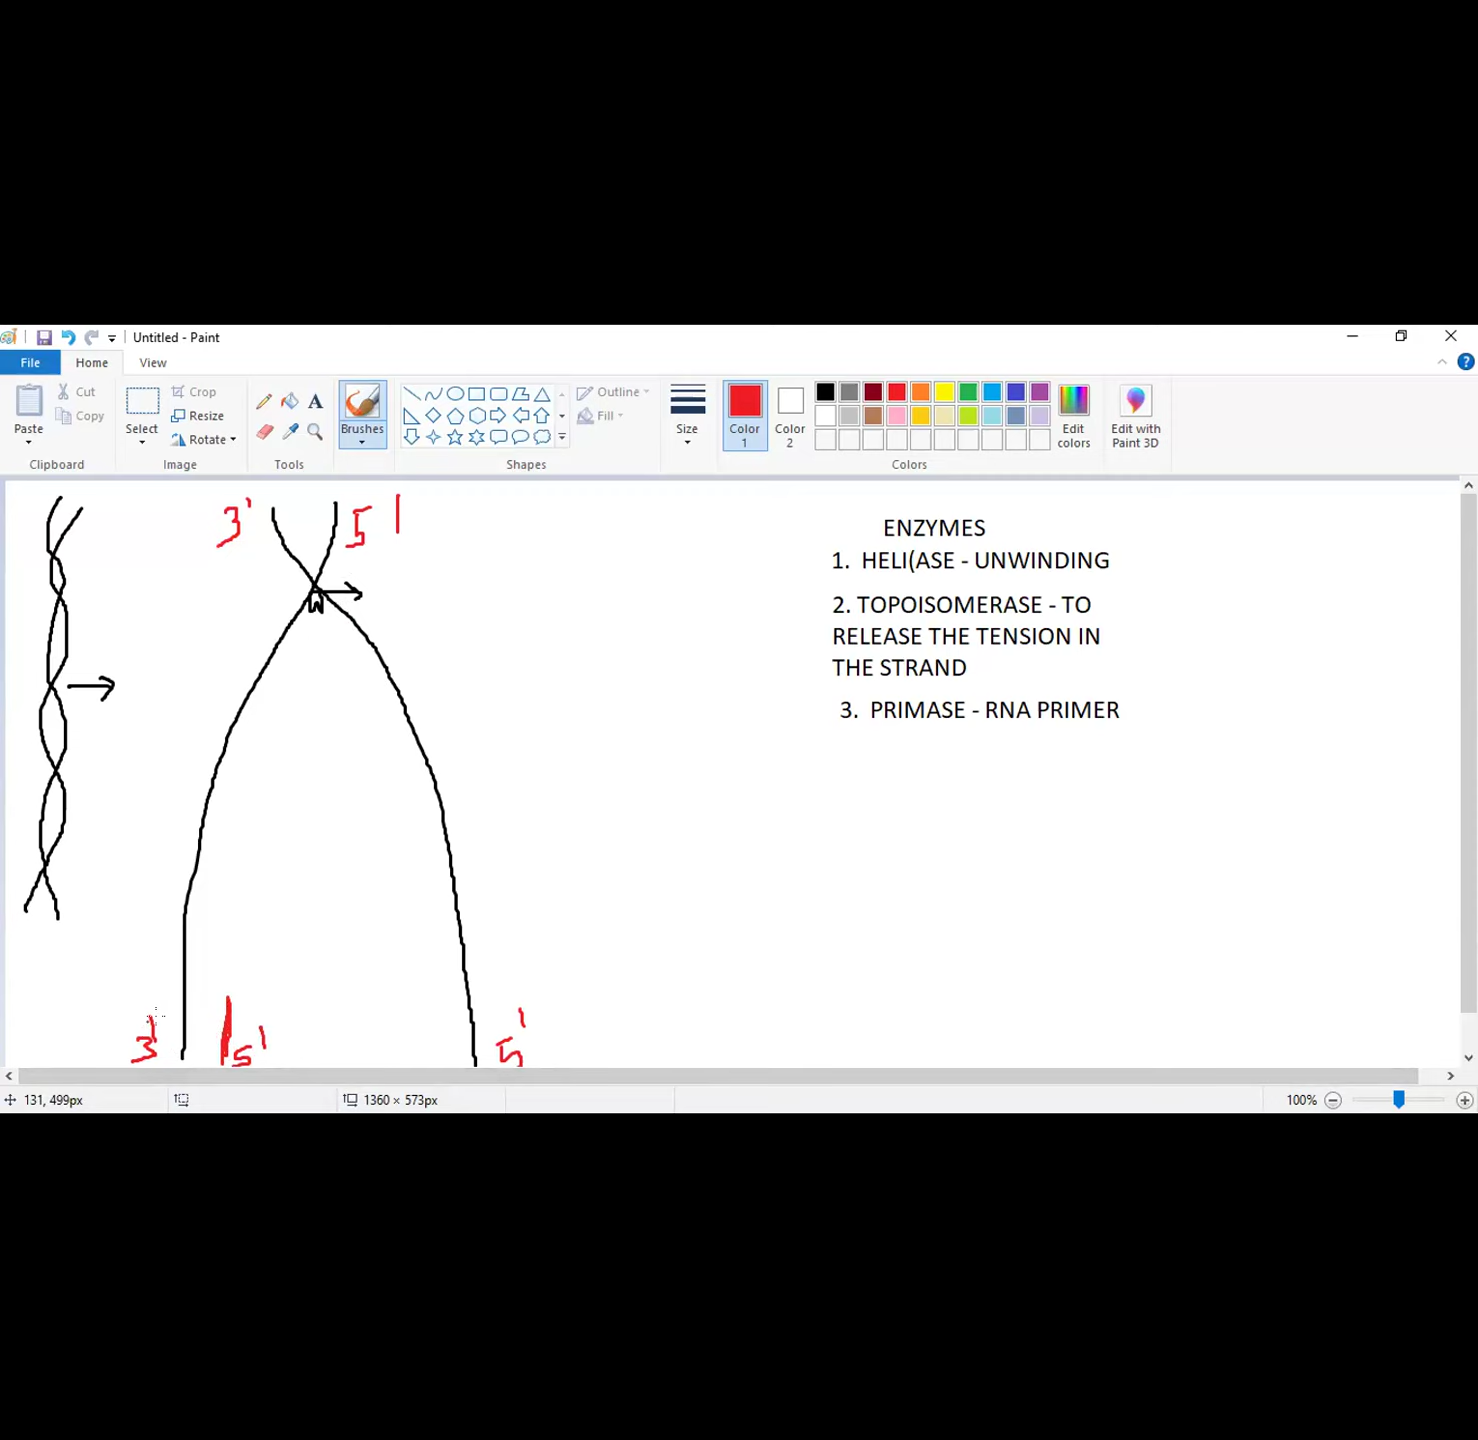 Untitled - Paint
File Home View
Cut
Copy
Paste
Clipboard
Crop
Resize
Rotate
Select
Image
A
Tools
Brushes
Outline
Fill
Shapes
Size
Color 1
Color 2
Edit colors
Edit with Paint 3D
Colors
3' 5'
ENZYMES
1. HELI(ASE - UNWINDING
2. TOPOISOMERASE - TO
RELEASE THE TENSION IN
THE STRAND
3. PRIMASE - RNA PRIMER
3' 5' 5'
131, 499px
1360 × 573px
100%